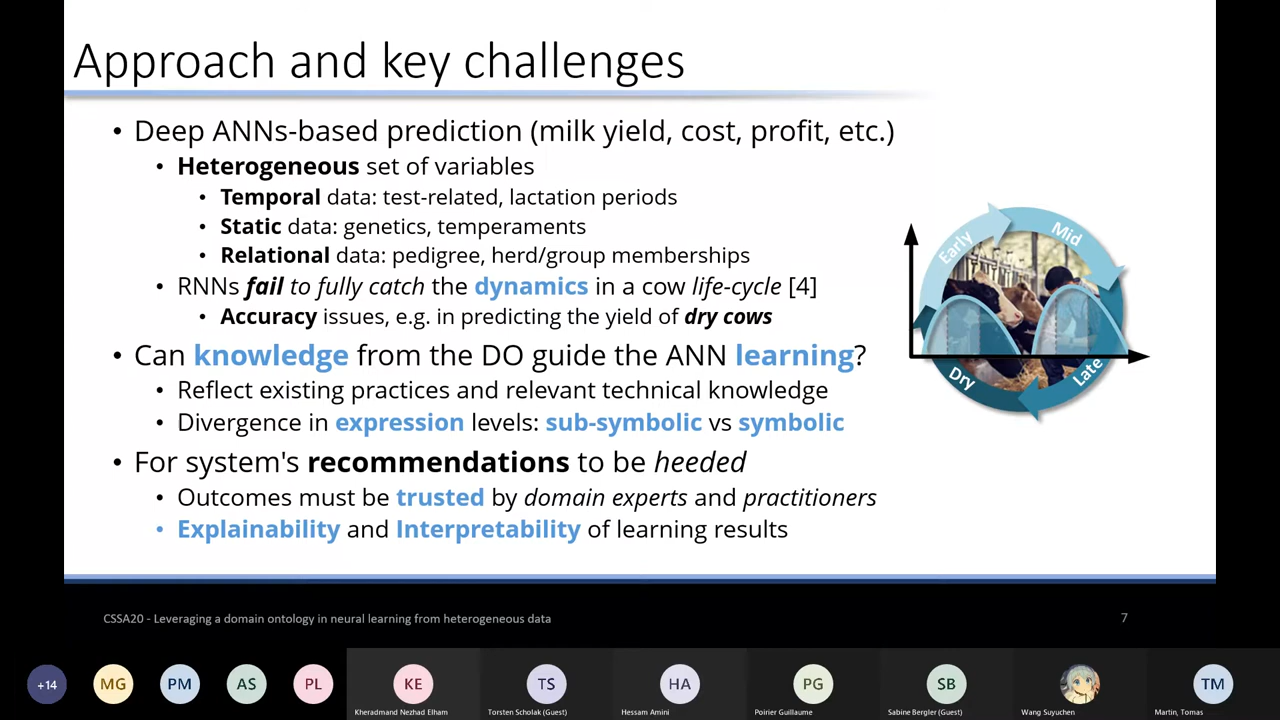 Approach and key challenges
• Deep ANNs-based prediction (milk yield, cost, profit, etc.)
• Heterogeneous set of variables
• Temporal data: test-related, lactation periods
• Static data: genetics, temperaments
• Relational data: pedigree, herd/group memberships
• RNNs fail to fully catch the dynamics in a cow life-cycle [4]
• Accuracy issues, e.g. in predicting the yield of dry cows
• Can knowledge from the DO guide the ANN learning?
• Reflect existing practices and relevant technical knowledge
• Divergence in expression levels: sub-symbolic vs symbolic
• For system's recommendations to be heeded
• Outcomes must be trusted by domain experts and practitioners
• Explainability and Interpretability of learning results
Early
Mid
Late
Dry
CSSA20 - Leveraging a domain ontology in neural learning from heterogeneous data
7
+14
MG
PM
AS
PL
KE
TS
HA
PG
SB
TM
Kheradmand Nezhad Elham
Torsten Scholak (Guest)
Hessam Amini
Poirier Guillaume
Sabine Bergler (Guest)
Wang Suyuchen
Martin, Tomas